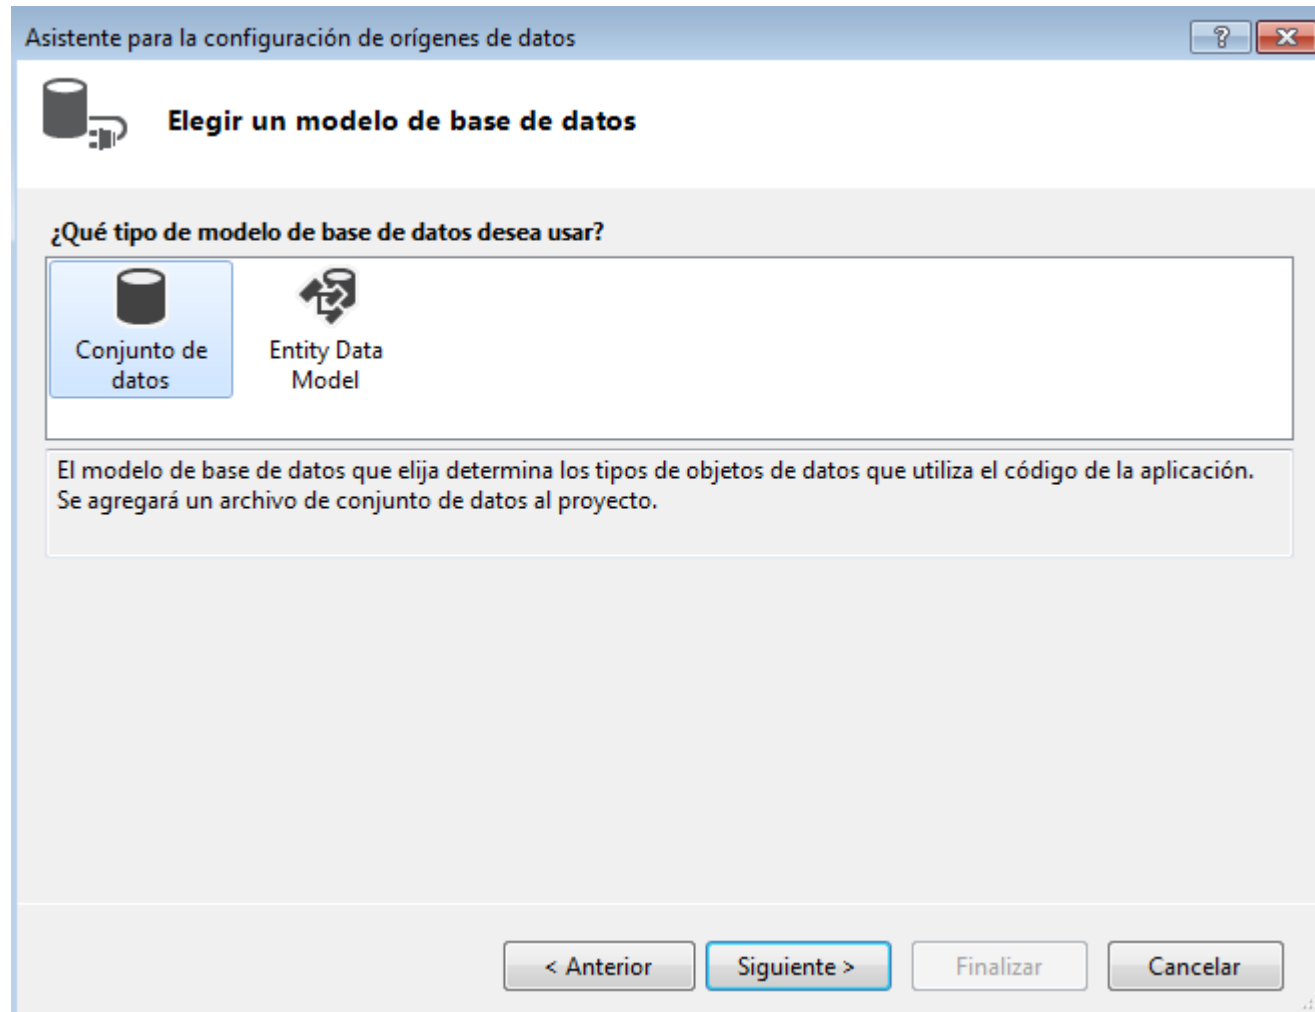 Asistente para la configuración de orígenes de datos
?
Elegir un modelo de base de datos
¿Qué tipo de modelo de base de datos desea usar?
Conjunto de
datos
Entity Data
Model
El modelo de base de datos que elija determina los tipos de objetos de datos que utiliza el código de la aplicación.
Se agregará un archivo de conjunto de datos al proyecto.
< Anterior
Siguiente >
Finalizar
Cancelar